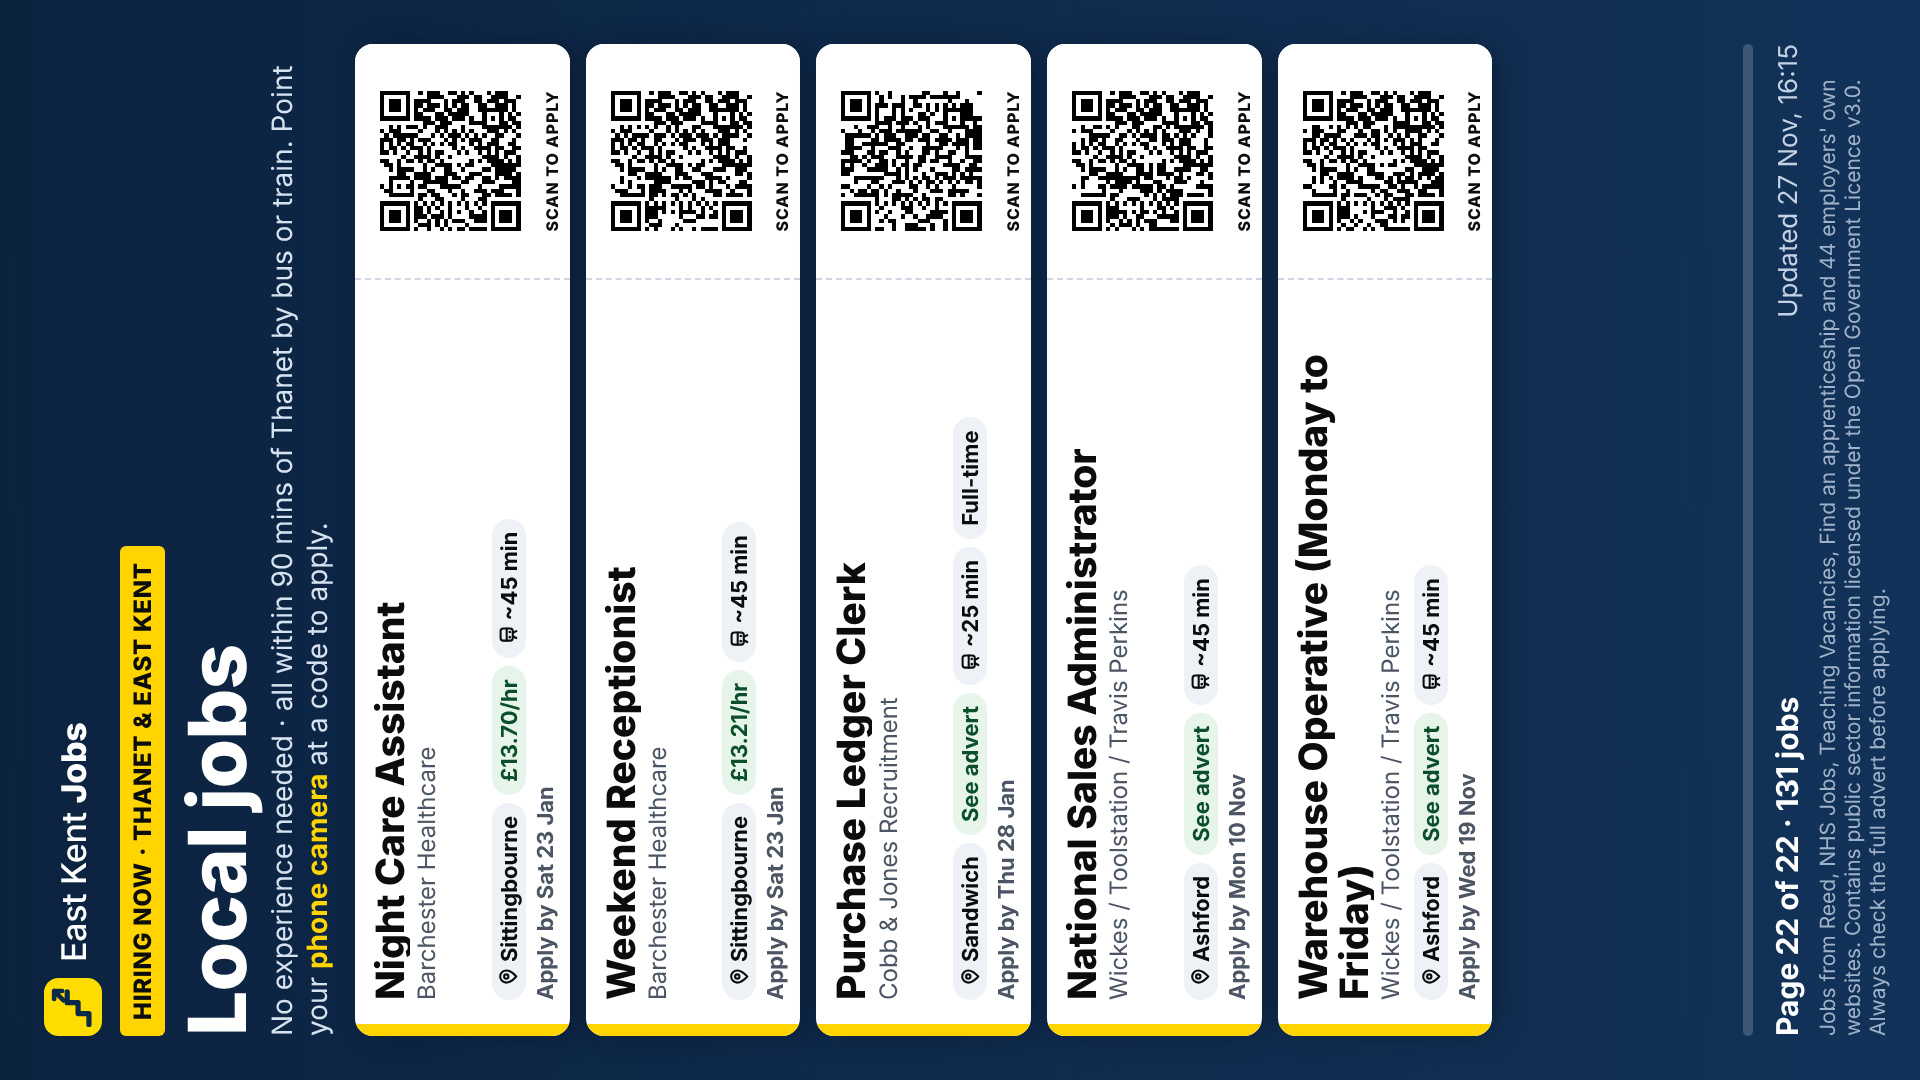 East Kent Jobs
HIRING NOW · THANET & EAST KENT
Local jobs
No experience needed · all within 90 mins of Thanet by bus or train. Point
your phone camera at a code to apply.
Night Care Assistant
Barchester Healthcare
Sittingbourne £13.70/hr ~45 min
Apply by Sat 23 Jan
SCAN TO APPLY
Weekend Receptionist
Barchester Healthcare
Sittingbourne £13.21/hr ~45 min
Apply by Sat 23 Jan
SCAN TO APPLY
Purchase Ledger Clerk
Cobb & Jones Recruitment
Sandwich See advert ~25 min Full-time
Apply by Thu 28 Jan
SCAN TO APPLY
National Sales Administrator
Wickes / Toolstation / Travis Perkins
Ashford See advert ~45 min
Apply by Mon 10 Nov
SCAN TO APPLY
Warehouse Operative (Monday to
Friday)
Wickes / Toolstation / Travis Perkins
Ashford See advert ~45 min
Apply by Wed 19 Nov
SCAN TO APPLY
Page 22 of 22 · 131 jobs Updated 27 Nov, 16:15
Jobs from Reed, NHS Jobs, Teaching Vacancies, Find an apprenticeship and 44 employers' own
websites. Contains public sector information licensed under the Open Government Licence v3.0.
Always check the full advert before applying.